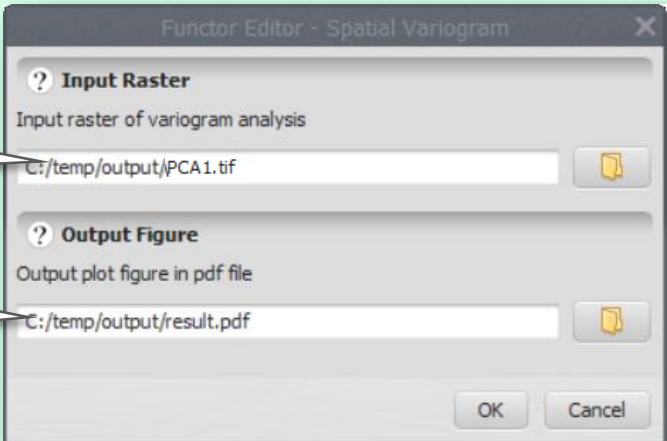 Functor Editor - Spatial Variogram
? Input Raster
Input raster of variogram analysis
C:/temp/output/PCA1.tif
? Output Figure
Output plot figure in pdf file
C:/temp/output/result.pdf
OK Cancel